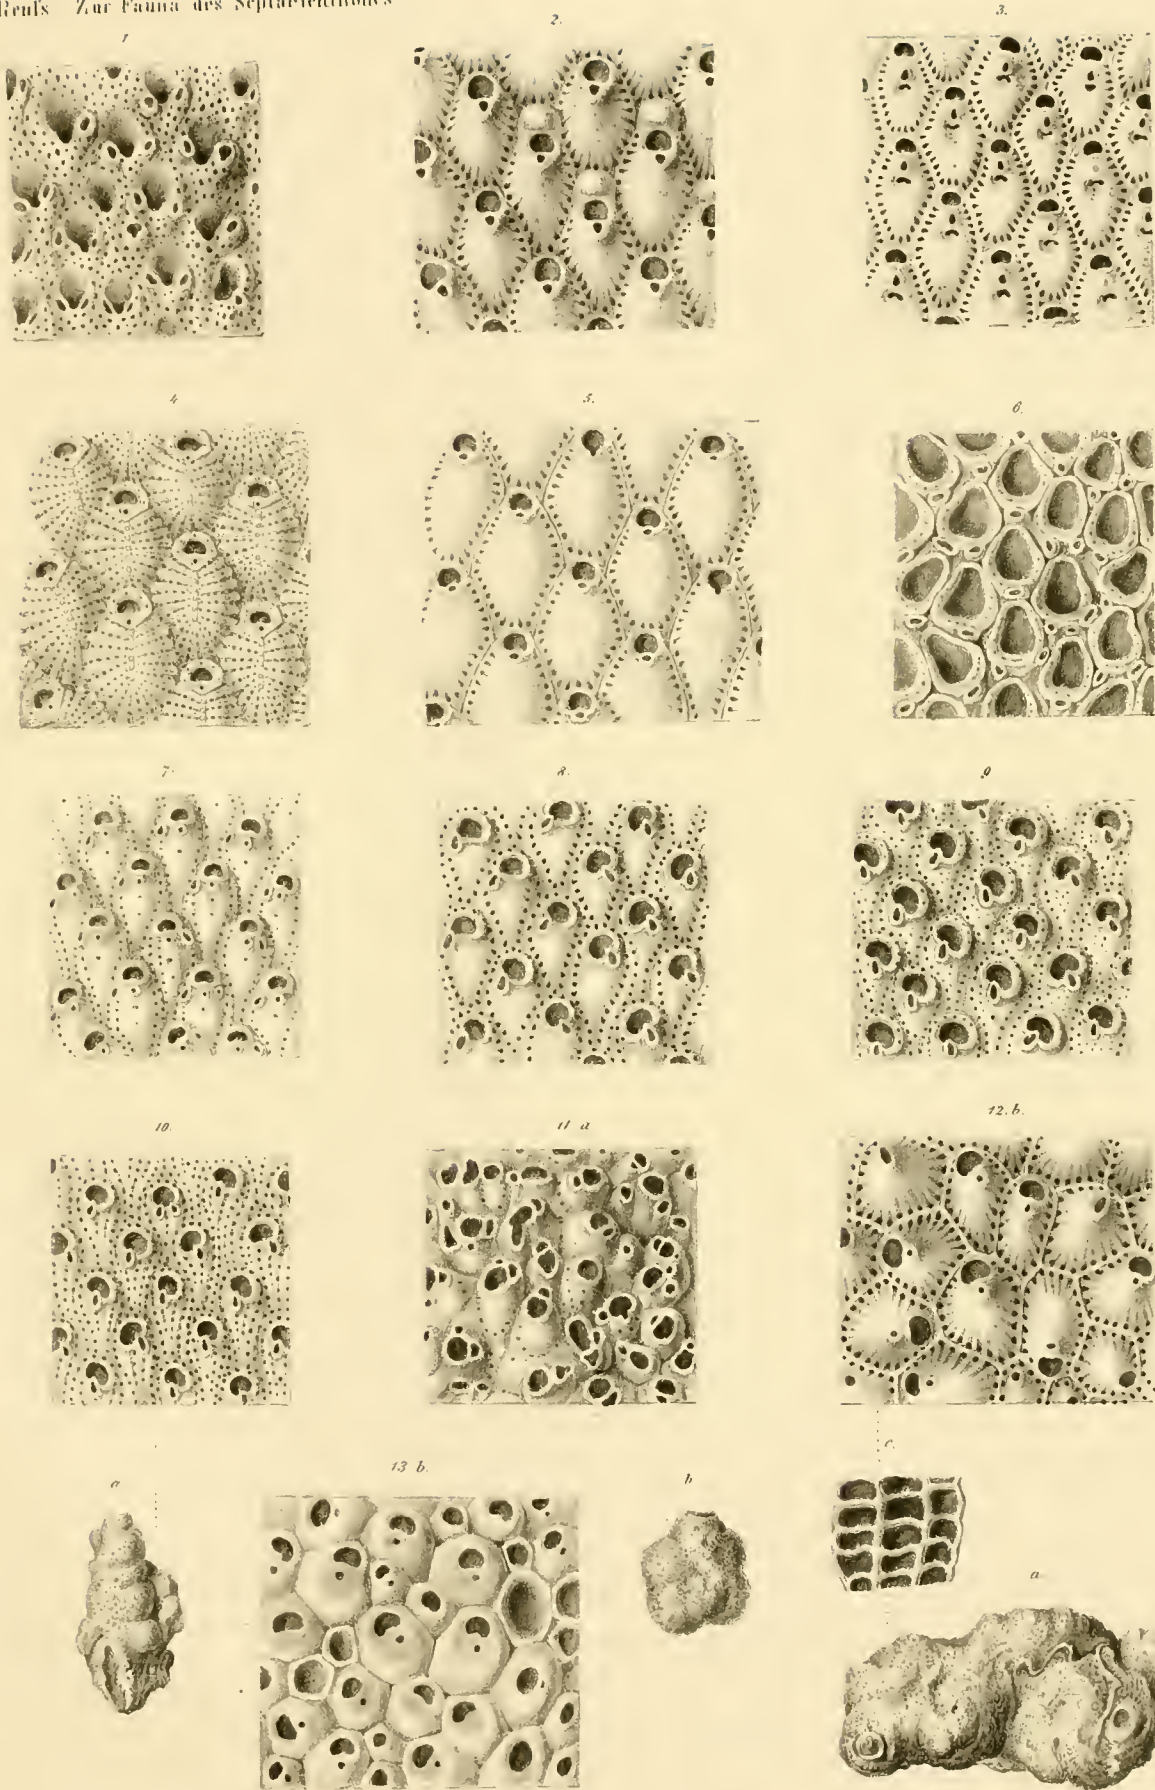 Reuſs Zur Fauna des Septarienthones
1. 2. 3.
4. 5. 6.
7. 8. 9
10. 11 a 12. b.
a 13 b. b c.
a.